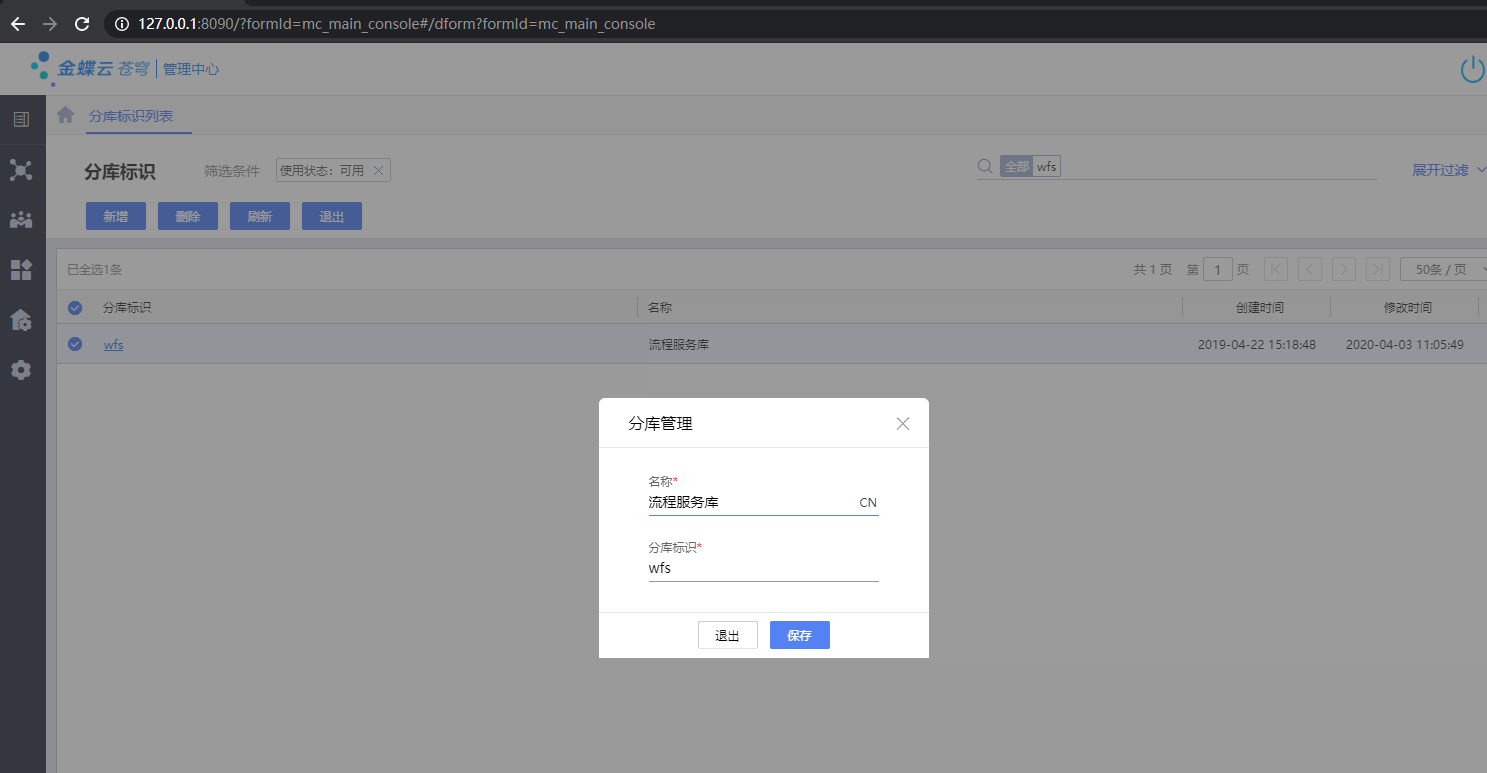 127.0.0.1:8090/?formId=mc_main_console#/dform?formId=mc_main_console
金蝶云 苍穹 管理中心
分库标识列表
分库标识 筛选条件 使用状态：可用 全部 wfs 展开过滤
新增 删除 刷新 退出
已全选1条 共 1 页 第 1 页 50条 / 页
分库标识 名称 创建时间 修改时间
wfs 流程服务库 2019-04-22 15:18:48 2020-04-03 11:05:49
分库管理
名称*
流程服务库 CN
分库标识*
wfs
退出 保存